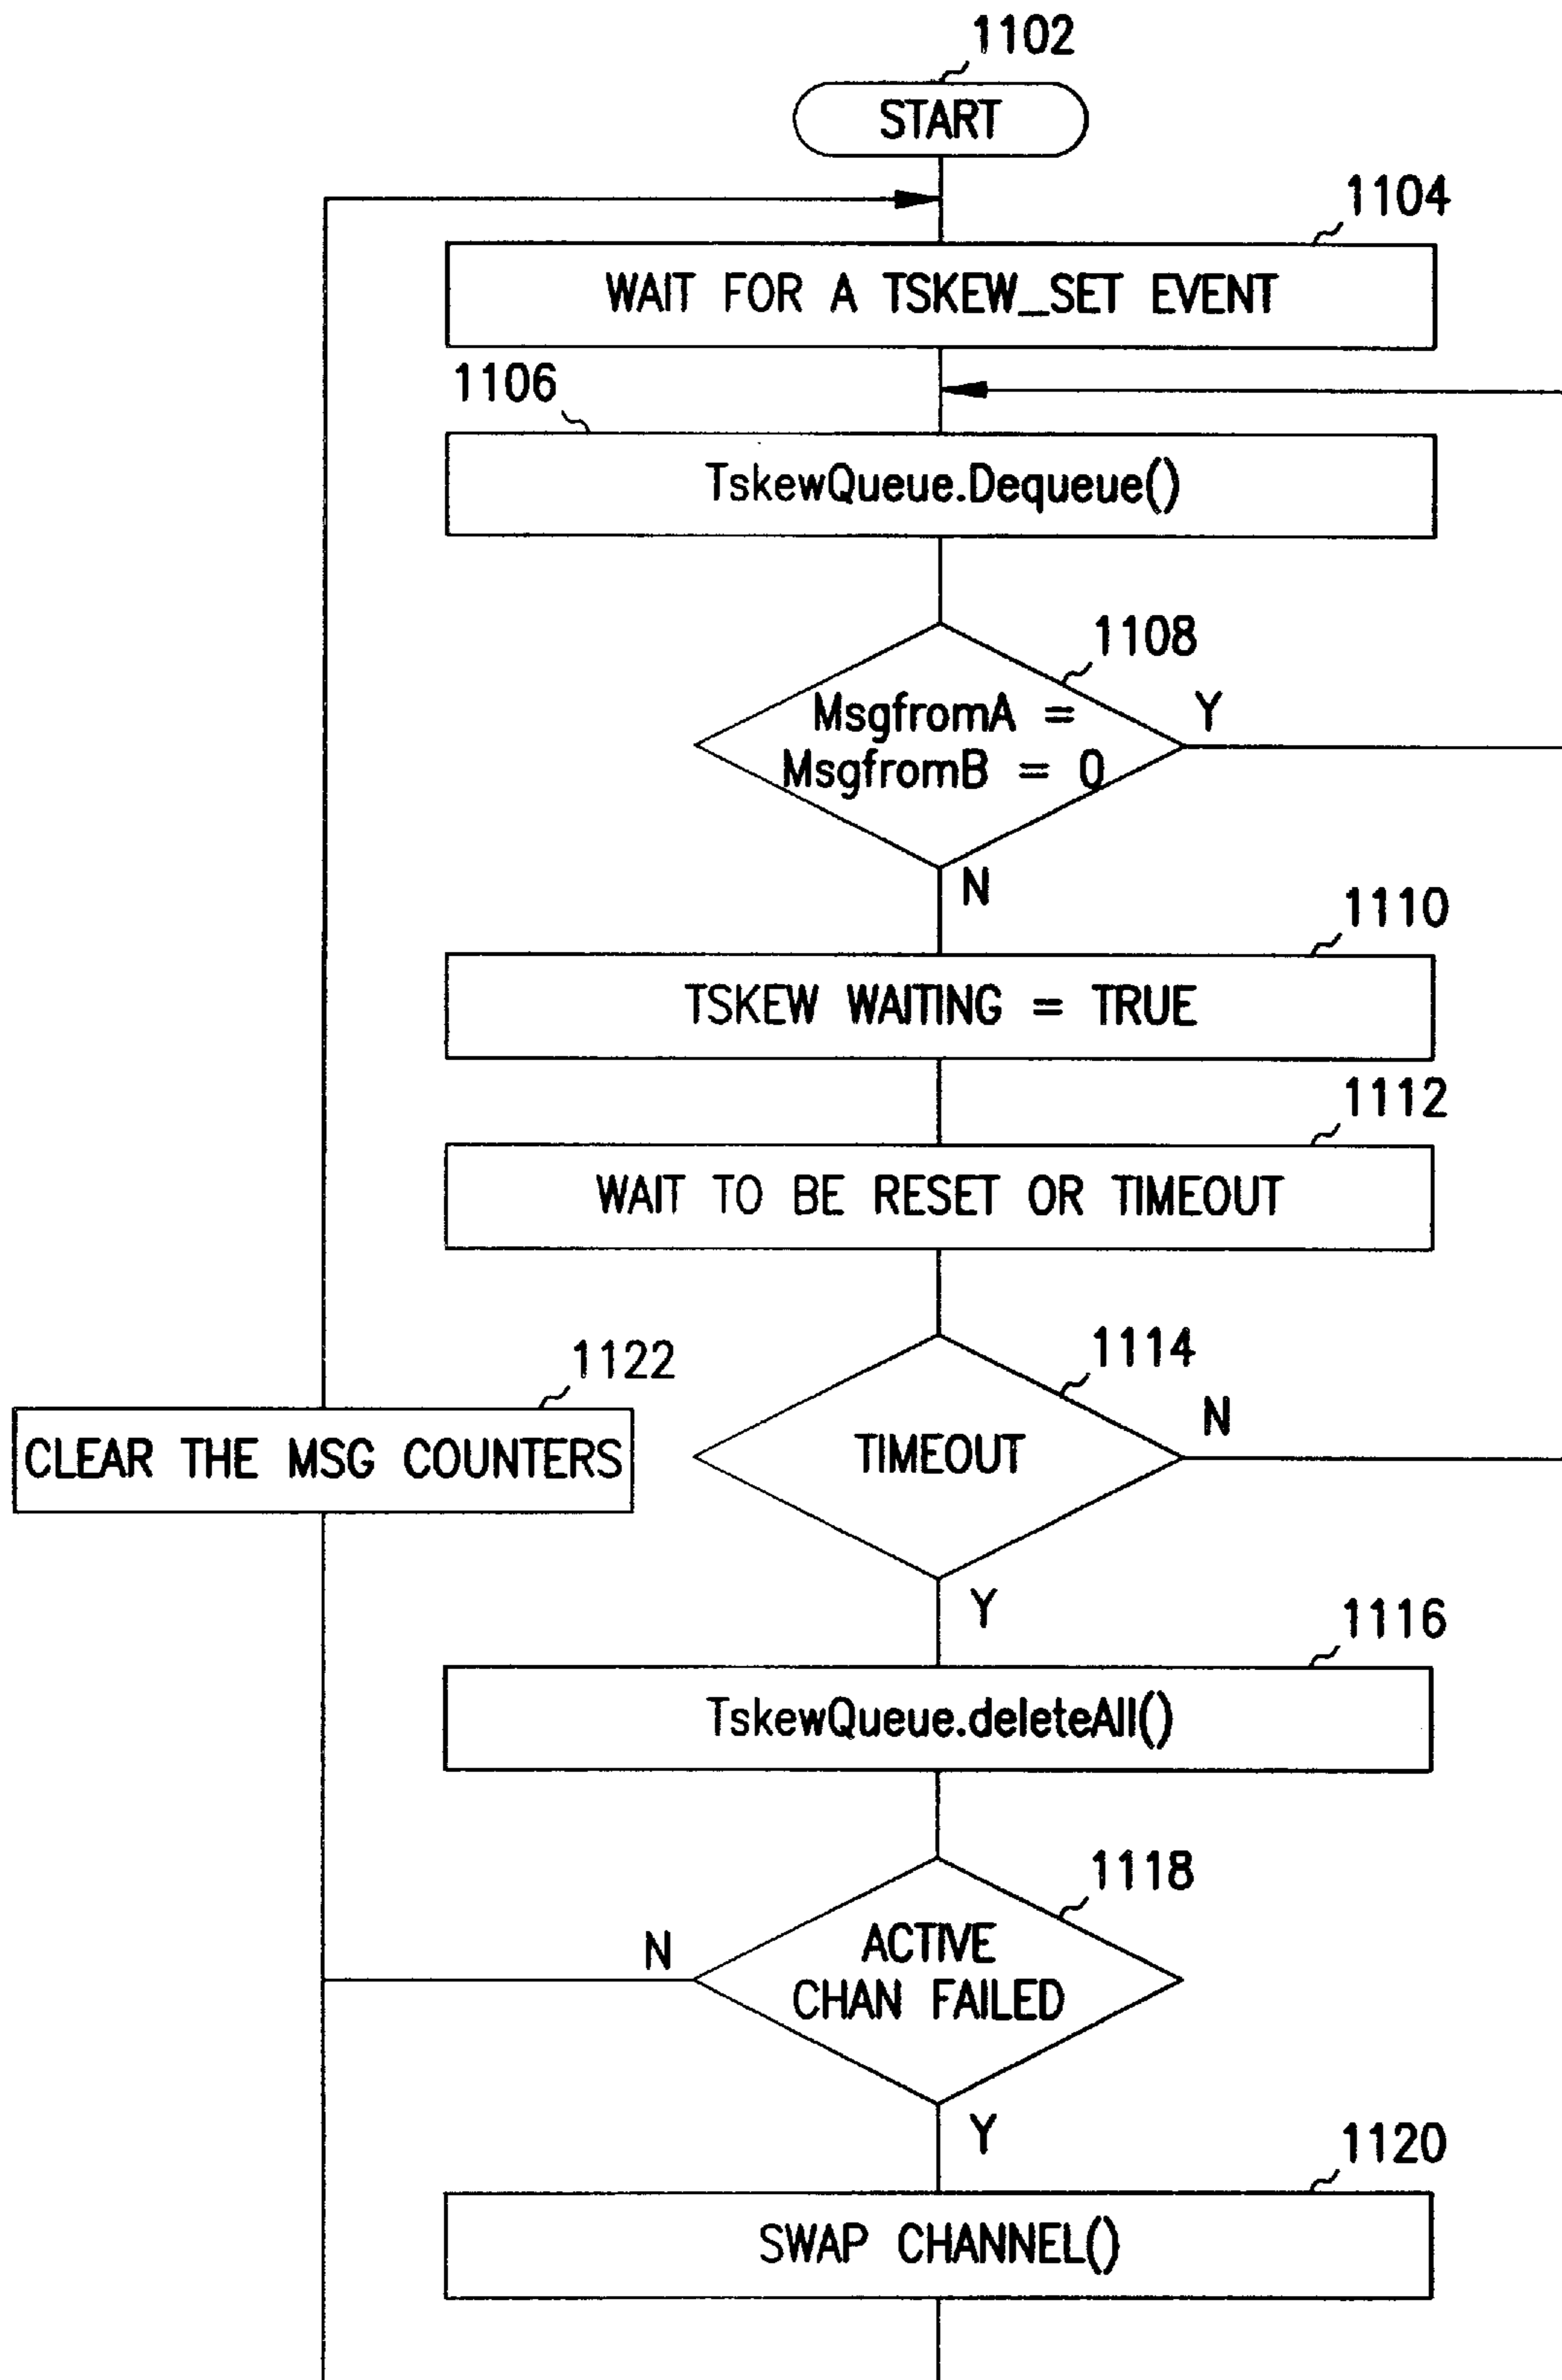 1102
START
1104
WAIT FOR A TSKEW_SET EVENT
1106
TskewQueue.Dequeue()
1108
MsgfromA =
MsgfromB = 0
Y
N
1110
TSKEW WAITING = TRUE
1112
WAIT TO BE RESET OR TIMEOUT
1114
TIMEOUT
N
1122
CLEAR THE MSG COUNTERS
Y
1116
TskewQueue.deleteAll()
1118
ACTIVE
CHAN FAILED
N
Y
1120
SWAP CHANNEL()